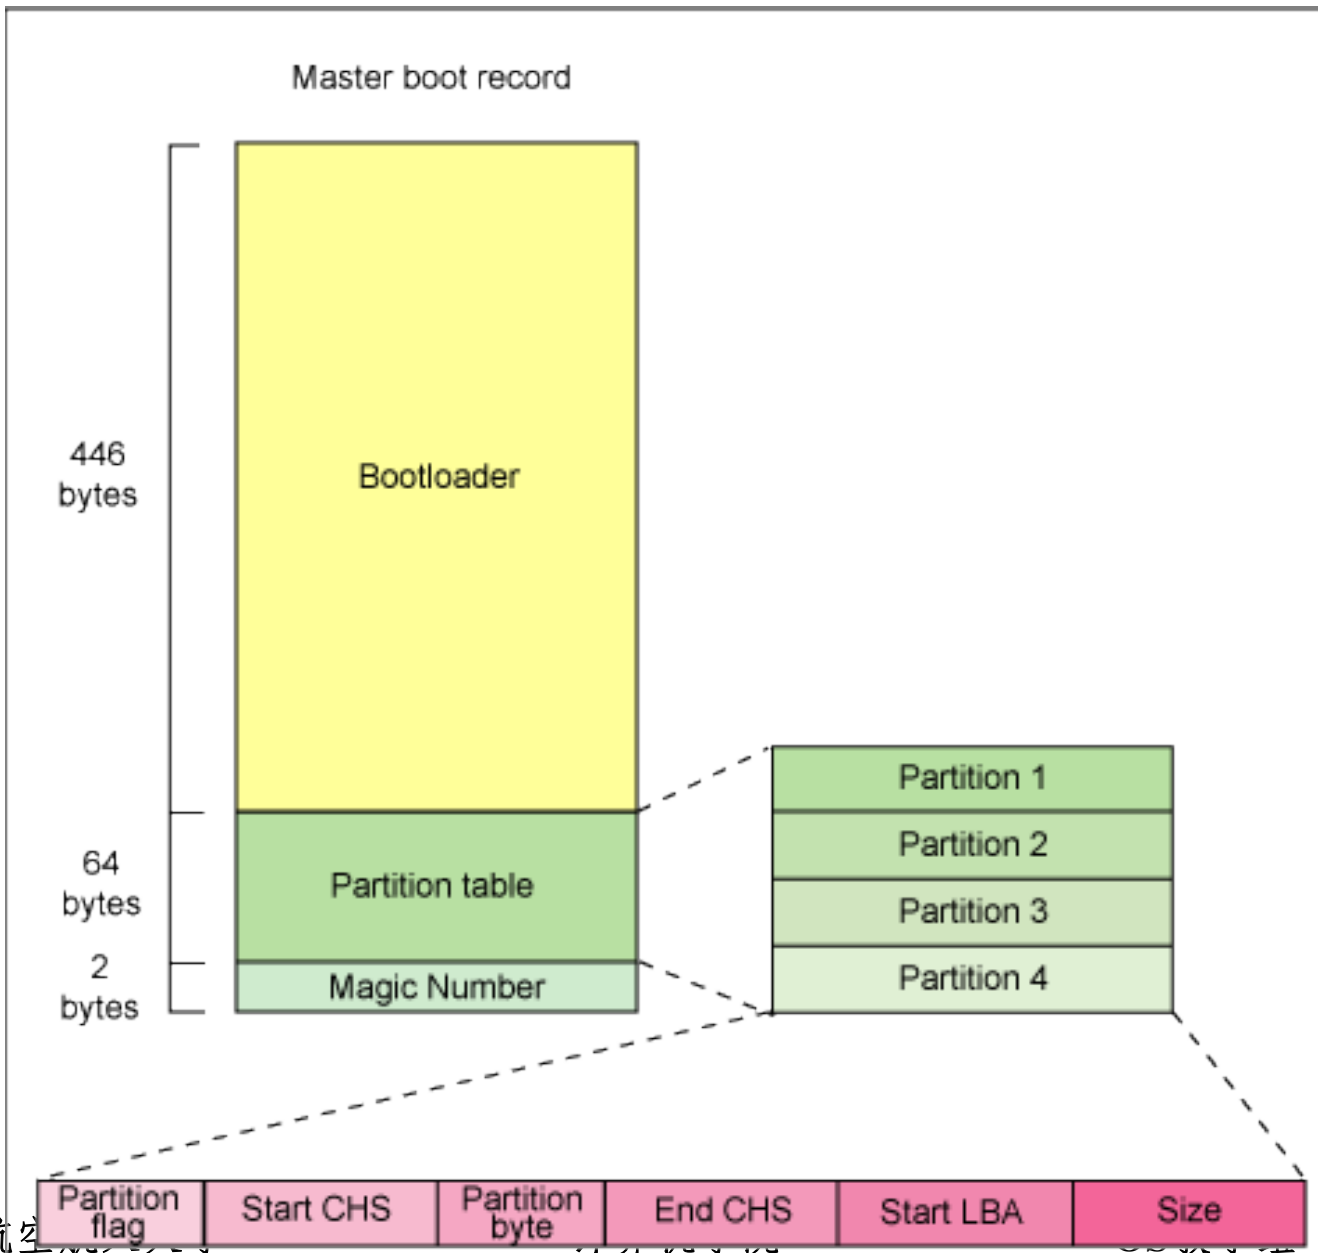 Master boot record
446
bytes
Bootloader
64
bytes
Partition table
2
bytes
Magic Number
Partition 1
Partition 2
Partition 3
Partition 4
Partition
flag
Start CHS
Partition
byte
End CHS
Start LBA
Size